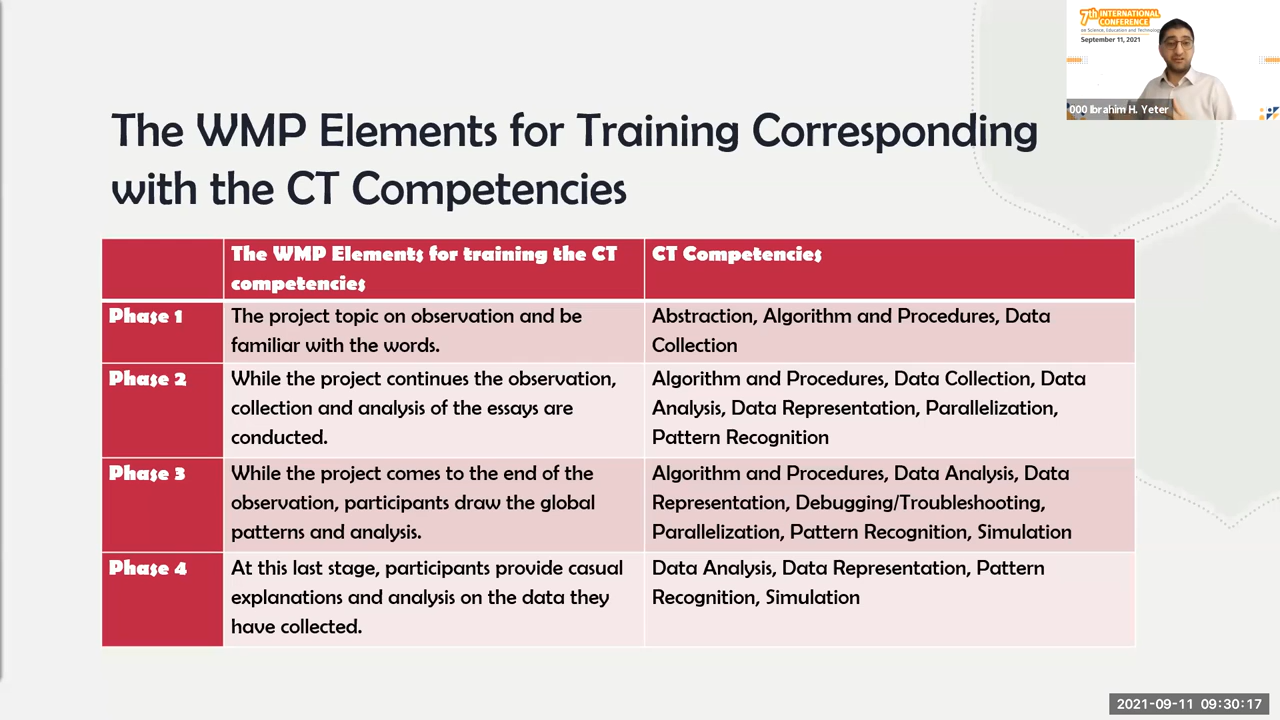 7th INTERNATIONAL
CONFERENCE
on Science, Education and Technology
September 11, 2021
000 Ibrahim H. Yeter
The WMP Elements for Training Corresponding
with the CT Competencies
The WMP Elements for training the CT
competencies
CT Competencies
Phase 1
The project topic on observation and be
familiar with the words.
Abstraction, Algorithm and Procedures, Data
Collection
Phase 2
While the project continues the observation,
collection and analysis of the essays are
conducted.
Algorithm and Procedures, Data Collection, Data
Analysis, Data Representation, Parallelization,
Pattern Recognition
Phase 3
While the project comes to the end of the
observation, participants draw the global
patterns and analysis.
Algorithm and Procedures, Data Analysis, Data
Representation, Debugging/Troubleshooting,
Parallelization, Pattern Recognition, Simulation
Phase 4
At this last stage, participants provide casual
explanations and analysis on the data they
have collected.
Data Analysis, Data Representation, Pattern
Recognition, Simulation
2021-09-11 09:30:17